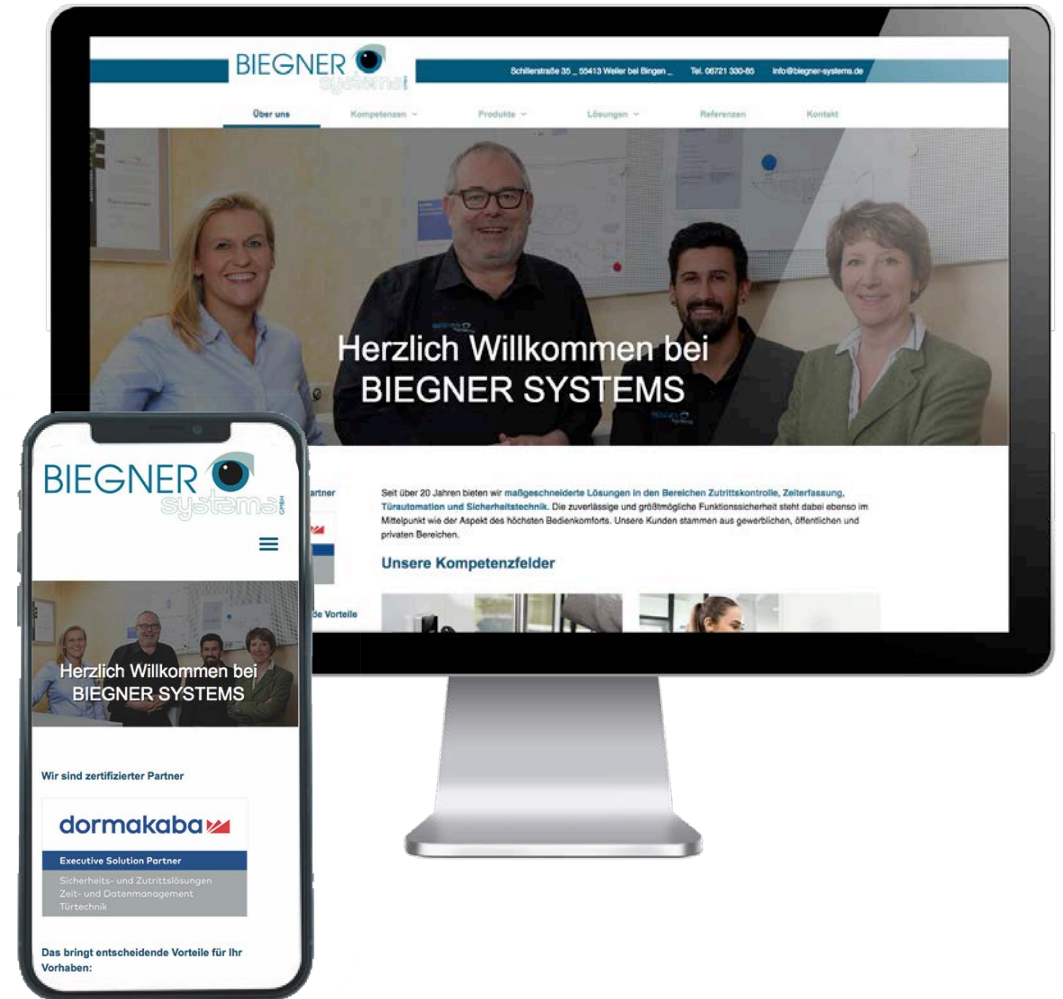 BIEGNER
systems
Schillerstraße 35 _ 55413 Weiler bei Bingen _ Tel. 06721 330-85 info@biegner-systems.de
Über uns Kompetenzen Produkte Lösungen Referenzen Kontakt
Herzlich Willkommen bei
BIEGNER SYSTEMS
Seit über 20 Jahren bieten wir maßgeschneiderte Lösungen in den Bereichen Zutrittskontrolle, Zeiterfassung,
Türautomation und Sicherheitstechnik. Die zuverlässige und größtmögliche Funktionssicherheit steht dabei ebenso im
Mittelpunkt wie der Aspekt des höchsten Bedienkomforts. Unsere Kunden stammen aus gewerblichen, öffentlichen und
privaten Bereichen.
Unsere Kompetenzfelder
de Vorteile
BIEGNER
systems GMBH
Herzlich Willkommen bei
BIEGNER SYSTEMS
Wir sind zertifizierter Partner
dormakaba
Executive Solution Partner
Sicherheits- und Zutrittslösungen
Zeit- und Datenmanagement
Türtechnik
Das bringt entscheidende Vorteile für Ihr
Vorhaben: